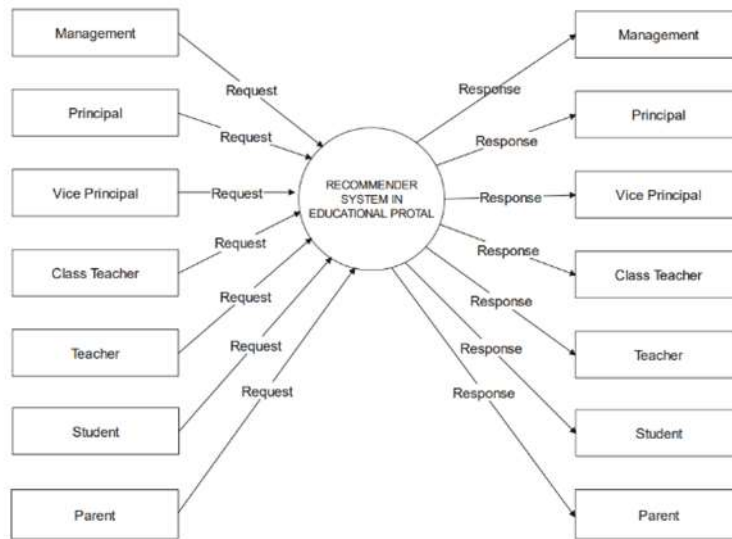 Management
Request
Response
Management
Principal
Request
Response
Principal
Vice Principal
Request
RECOMMENDER
SYSTEM IN
EDUCATIONAL PROTAL
Response
Vice Principal
Class Teacher
Request
Response
Class Teacher
Teacher
Request
Response
Teacher
Student
Request
Response
Student
Parent
Request
Response
Parent